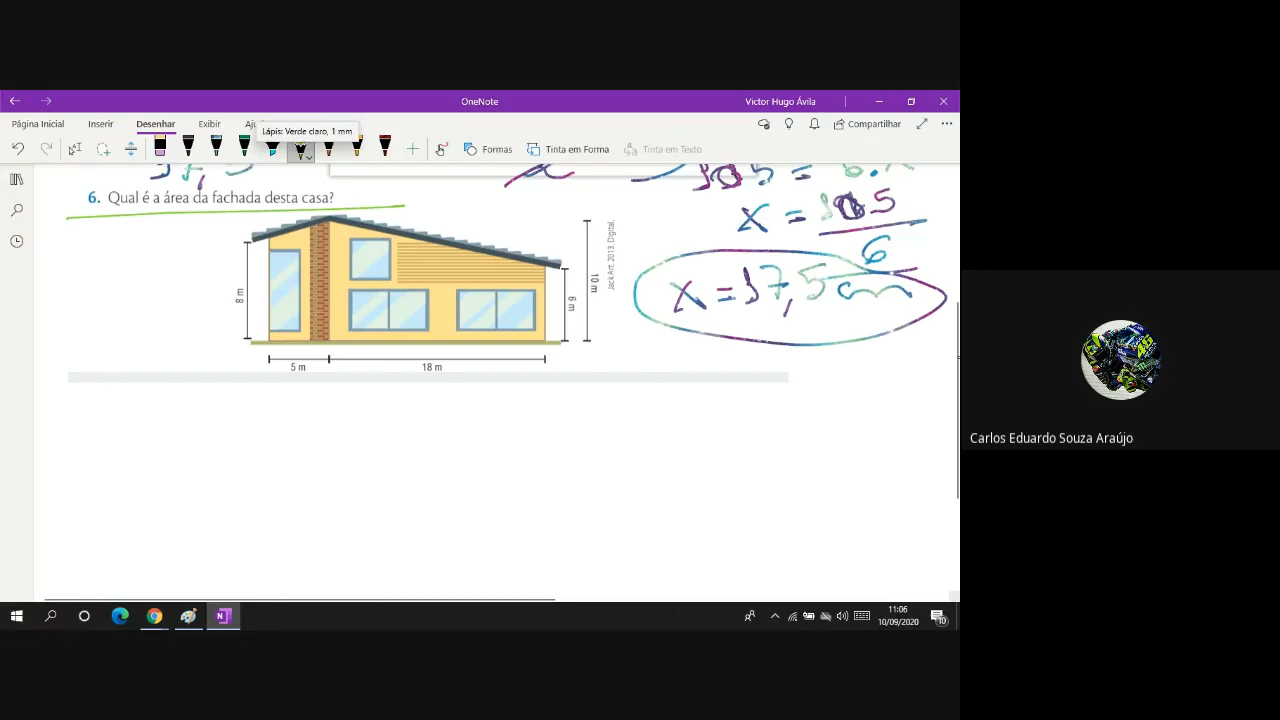 OneNote
Victor Hugo Ávila
Página Inicial
Inserir
Desenhar
Exibir
Lápis: Verde claro, 1 mm
Compartilhar
Formas
Tinta em Forma
Tinta em Texto
6. Qual é a área da fachada desta casa?
8 m
6 m
10 m
Jack Art. 2013. Digital.
5 m
18 m
x =
6
x = 37,5 cm
Carlos Eduardo Souza Araújo
11:06
10/09/2020
10